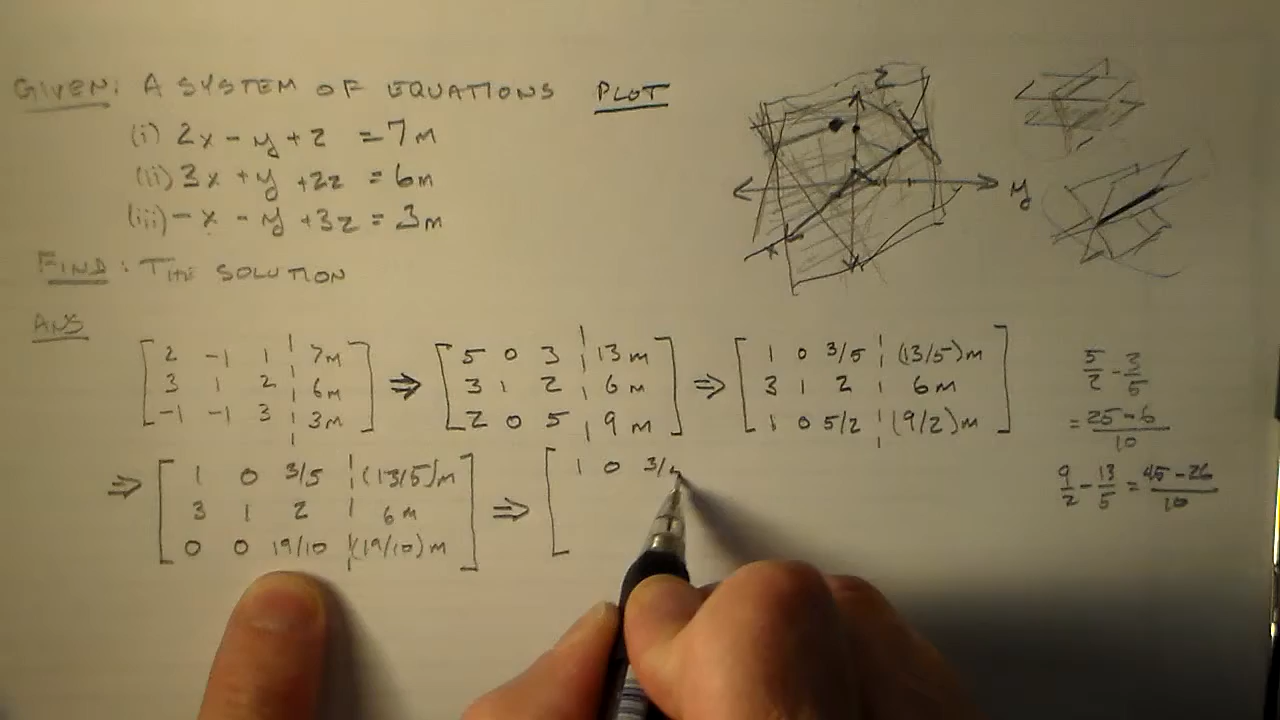 GIVEN: A SYSTEM OF EQUATIONS PLOT
(i) 2x - y + z = 7m
(ii) 3x + y + 2z = 6m
(iii) - x - y + 3z = 3m
FIND: THE SOLUTION
ANS
z
y
x
[ 2 -1 1 | 7m ]
[ 3 1 2 | 6m ]
[ -1 -1 3 | 3m ]
⇒
[ 5 0 3 | 13m ]
[ 3 1 2 | 6m ]
[ 2 0 5 | 9m ]
⇒
[ 1 0 3/5 | (13/5)m ]
[ 3 1 2 | 6m ]
[ 1 0 5/2 | (9/2)m ]
5/2 - 3/5
= 25-6/10
9/2 - 13/5 = 45-26/10
⇒
[ 1 0 3/5 | (13/5)m ]
[ 3 1 2 | 6m ]
[ 0 0 19/10 | (19/10)m ]
⇒
[ 1 0 3/